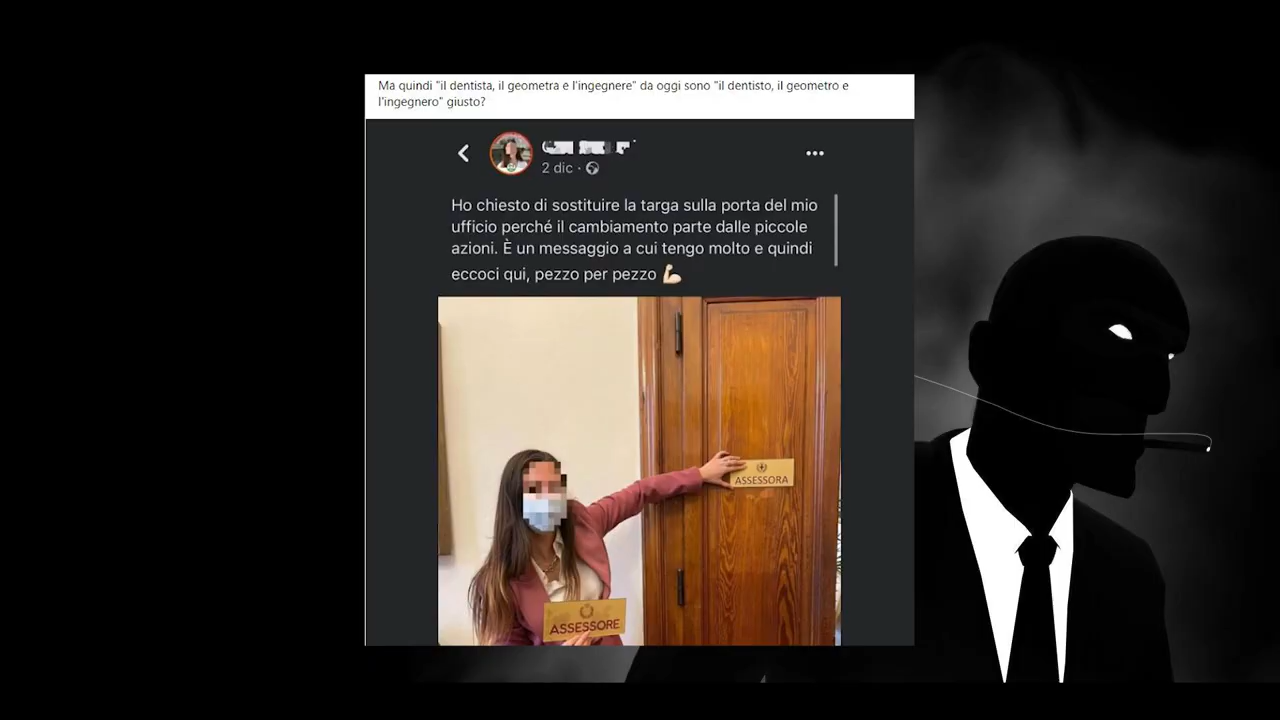 Ma quindi "il dentista, il geometra e l'ingegnere" da oggi sono "il dentisto, il geometro e
l'ingegnero" giusto?
2 dic ·
Ho chiesto di sostituire la targa sulla porta del mio
ufficio perché il cambiamento parte dalle piccole
azioni. È un messaggio a cui tengo molto e quindi
eccoci qui, pezzo per pezzo 💪🏻
ASSESSORA
ASSESSORE